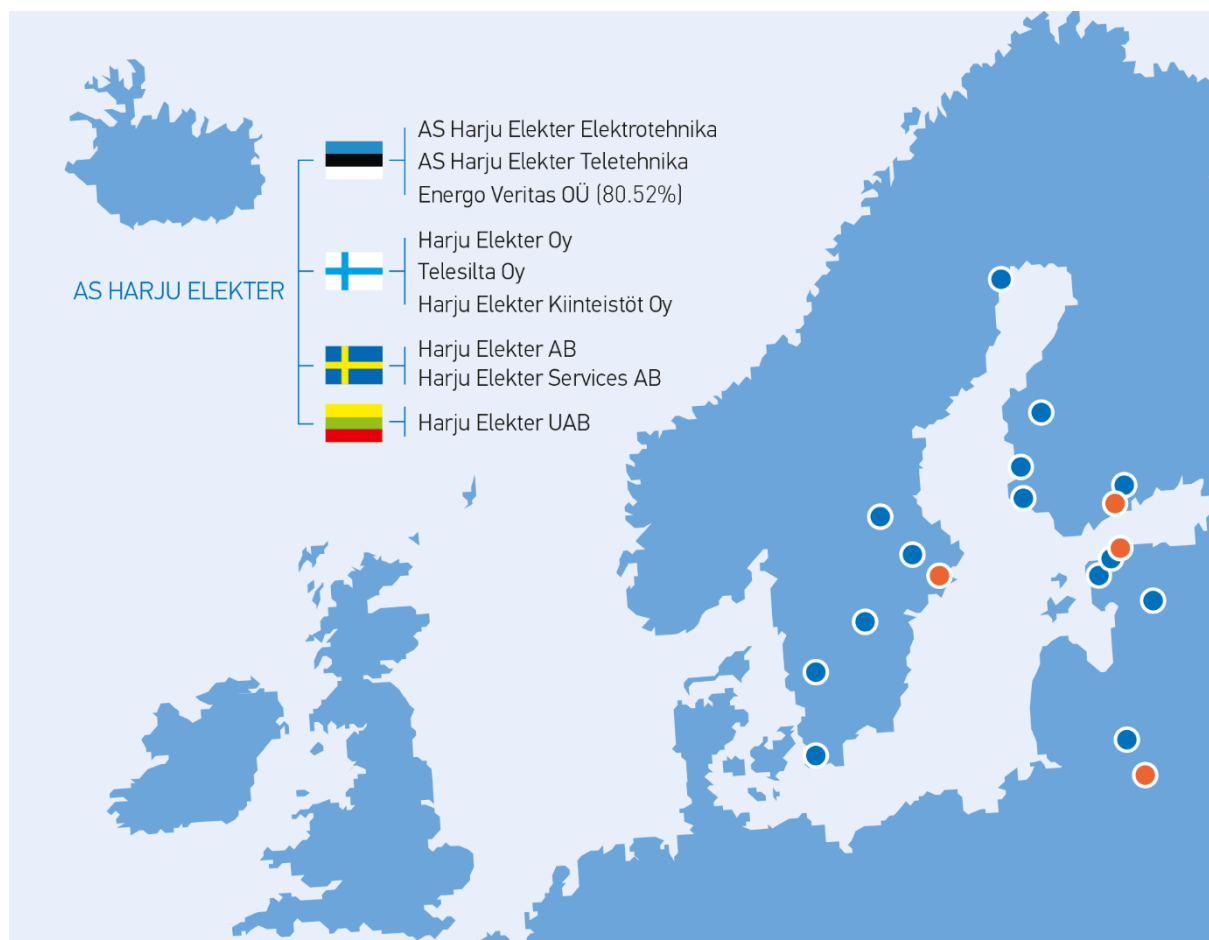 AS HARJU ELEKTER
AS Harju Elekter Elektrotehnika
AS Harju Elekter Teletehnika
Energo Veritas OÜ (80.52%)
Harju Elekter Oy
Telesilta Oy
Harju Elekter Kiinteistöt Oy
Harju Elekter AB
Harju Elekter Services AB
Harju Elekter UAB